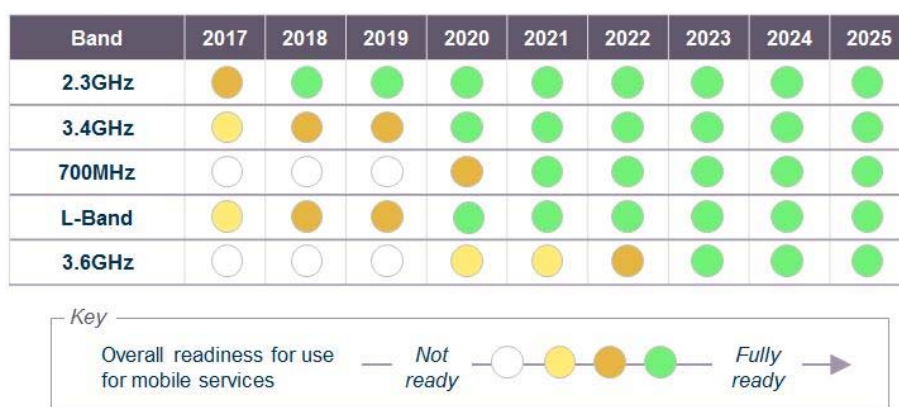 Band 2017 2018 2019 2020 2021 2022 2023 2024 2025
2.3GHz
3.4GHz
700MHz
L-Band
3.6GHz
Key
Overall readiness for use
for mobile services
Not
ready
Fully
ready